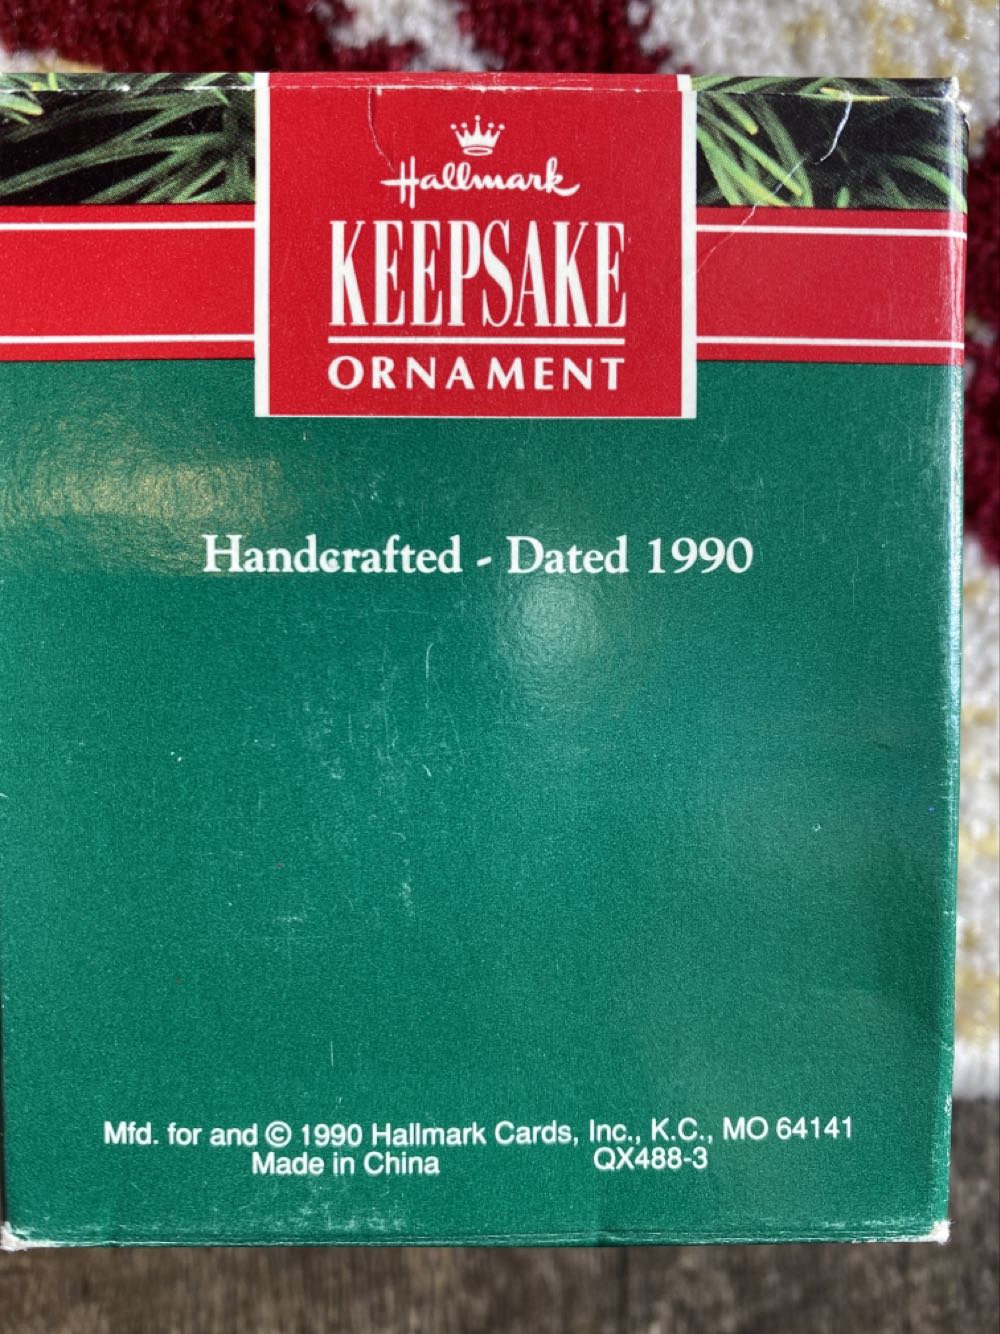 Hallmark
KEEPSAKE
ORNAMENT
Handcrafted - Dated 1990
Mfd. for and © 1990 Hallmark Cards, Inc., K.C., MO 64141
Made in China QX488-3